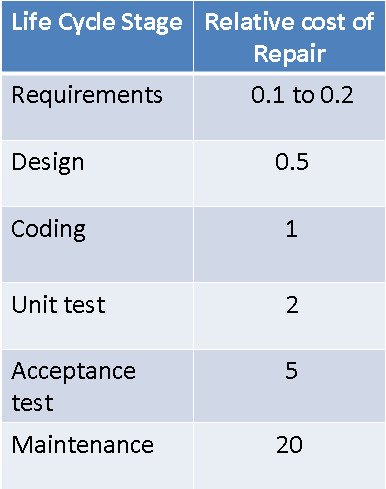 Life Cycle Stage Relative cost of
Repair
Requirements 0.1 to 0.2
Design 0.5
Coding 1
Unit test 2
Acceptance 5
test
Maintenance 20